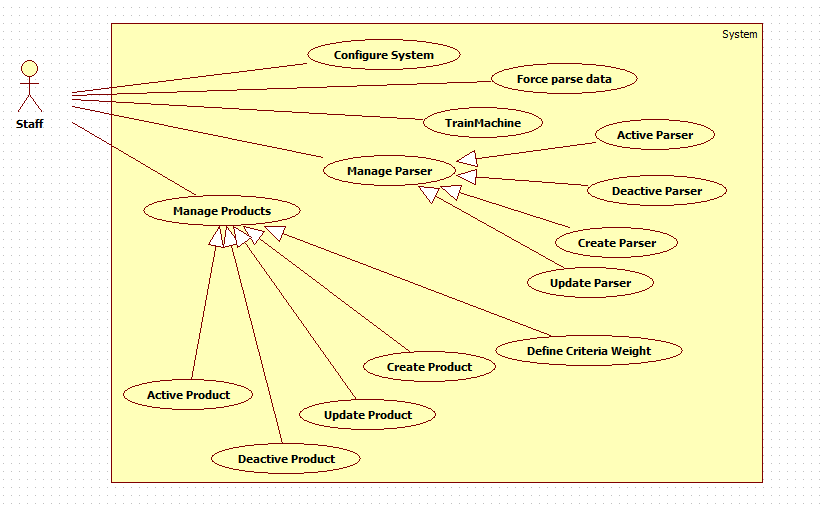 System
Configure System
Force parse data
Staff
TrainMachine
Active Parser
Manage Parser
Deactive Parser
Manage Products
Create Parser
Update Parser
Define Criteria Weight
Create Product
Active Product
Update Product
Deactive Product